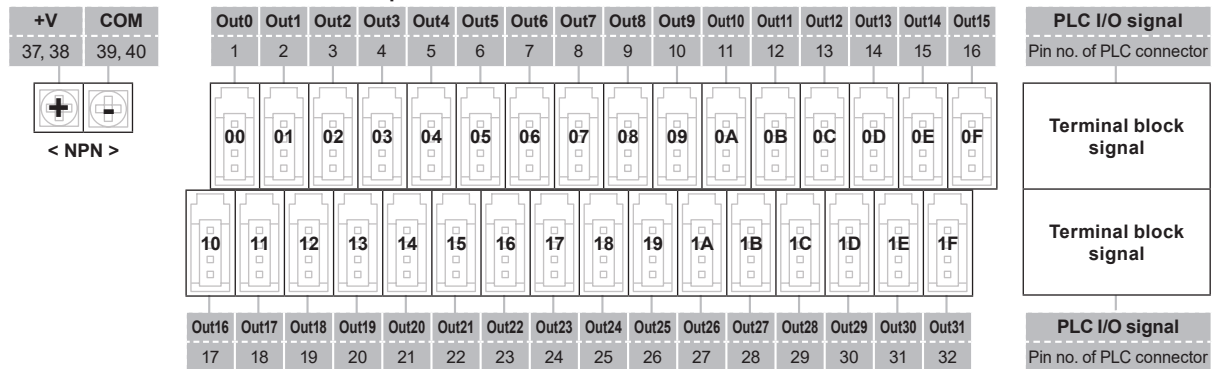 +V COM Out0 Out1 Out2 Out3 Out4 Out5 Out6 Out7 Out8 Out9 Out10 Out11 Out12 Out13 Out14 Out15 PLC I/O signal
37, 38 39, 40 1 2 3 4 5 6 7 8 9 10 11 12 13 14 15 16 Pin no. of PLC connector
+ -
< NPN >
00 01 02 03 04 05 06 07 08 09 0A 0B 0C 0D 0E 0F
Terminal block
signal
10 11 12 13 14 15 16 17 18 19 1A 1B 1C 1D 1E 1F
Terminal block
signal
Out16 Out17 Out18 Out19 Out20 Out21 Out22 Out23 Out24 Out25 Out26 Out27 Out28 Out29 Out30 Out31 PLC I/O signal
17 18 19 20 21 22 23 24 25 26 27 28 29 30 31 32 Pin no. of PLC connector